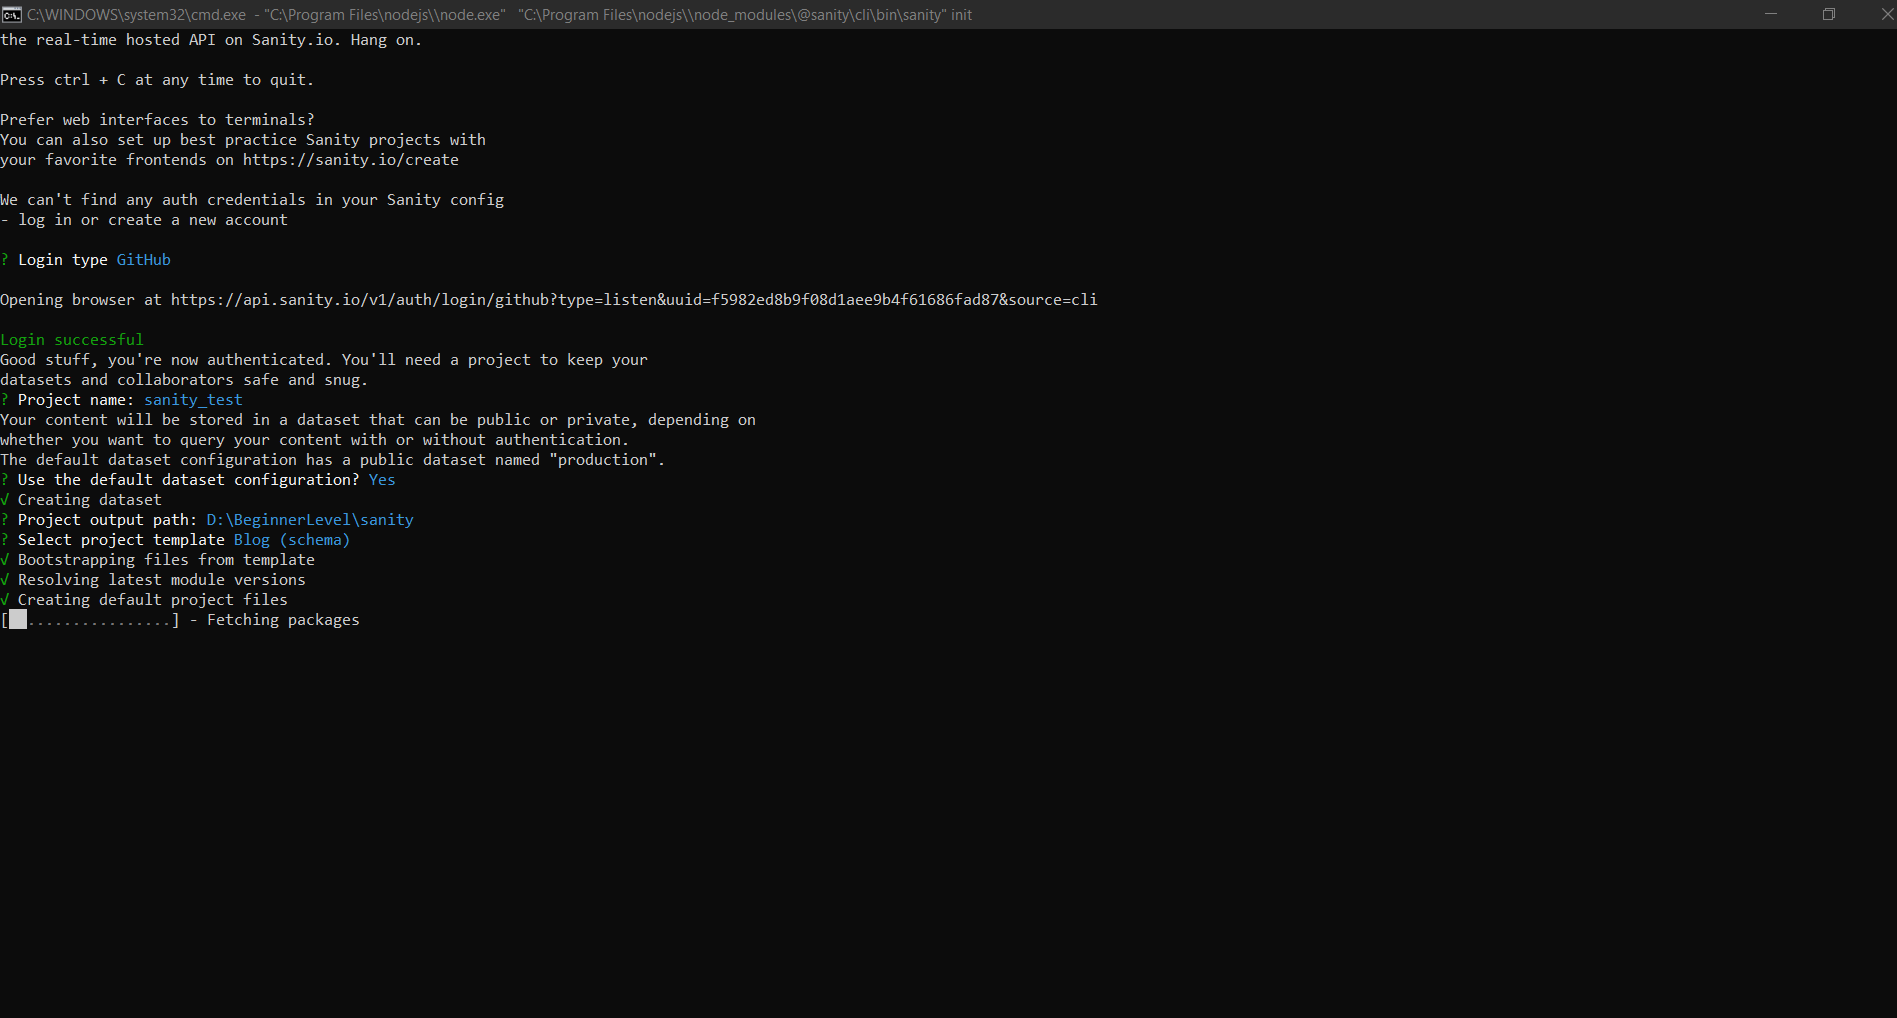 C:\WINDOWS\system32\cmd.exe - "C:\Program Files\nodejs\\node.exe" "C:\Program Files\nodejs\\node_modules\@sanity\cli\bin\sanity" init
the real-time hosted API on Sanity.io. Hang on.
Press ctrl + C at any time to quit.
Prefer web interfaces to terminals?
You can also set up best practice Sanity projects with
your favorite frontends on https://sanity.io/create
We can't find any auth credentials in your Sanity config
- log in or create a new account
? Login type GitHub
Opening browser at https://api.sanity.io/v1/auth/login/github?type=listen&uuid=f5982ed8b9f08d1aee9b4f61686fad87&source=cli
Login successful
Good stuff, you're now authenticated. You'll need a project to keep your
datasets and collaborators safe and snug.
? Project name: sanity_test
Your content will be stored in a dataset that can be public or private, depending on
whether you want to query your content with or without authentication.
The default dataset configuration has a public dataset named "production".
? Use the default dataset configuration? Yes
√ Creating dataset
? Project output path: D:\BeginnerLevel\sanity
? Select project template Blog (schema)
√ Bootstrapping files from template
√ Resolving latest module versions
√ Creating default project files
[██................] - Fetching packages